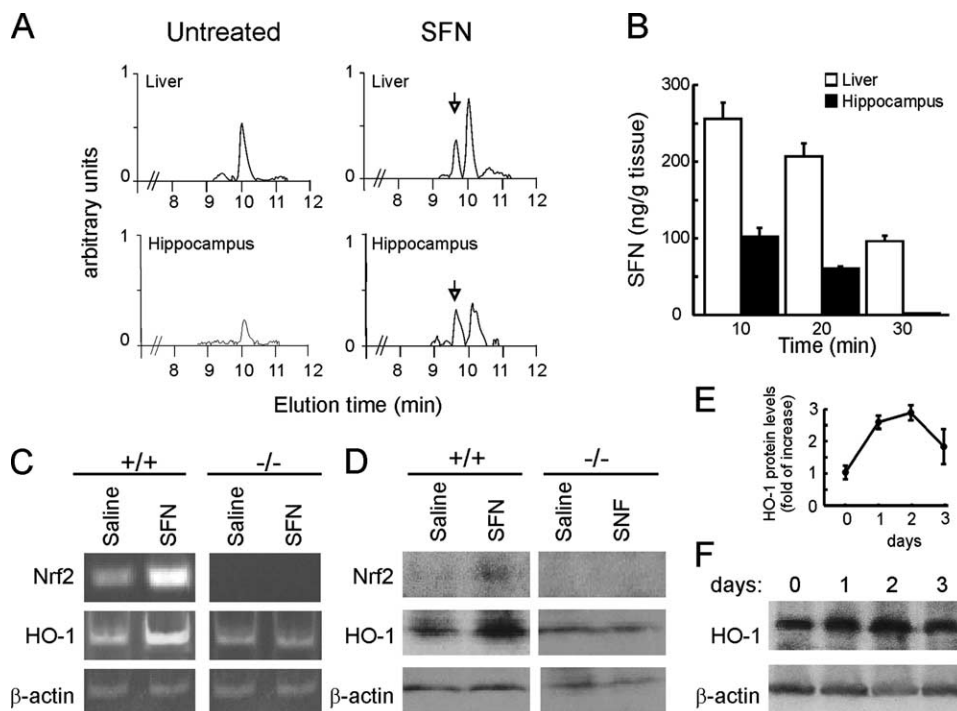 A
Untreated
SFN
1
Liver
0
8 9 10 11 12
1
Liver
0
8 9 10 11 12
arbitrary units
1
Hippocampus
0
8 9 10 11 12
1
Hippocampus
0
8 9 10 11 12
Elution time (min)
B
Liver
Hippocampus
SFN (ng/g tissue)
300
200
100
0
10 20 30
Time (min)
C
+/+ -/-
Saline SFN Saline SFN
Nrf2
HO-1
β-actin
D
+/+ -/-
Saline SFN Saline SNF
Nrf2
HO-1
β-actin
E
HO-1 protein levels
(fold of increase)
3
2
1
0
0 1 2 3
days
F
days: 0 1 2 3
HO-1
β-actin